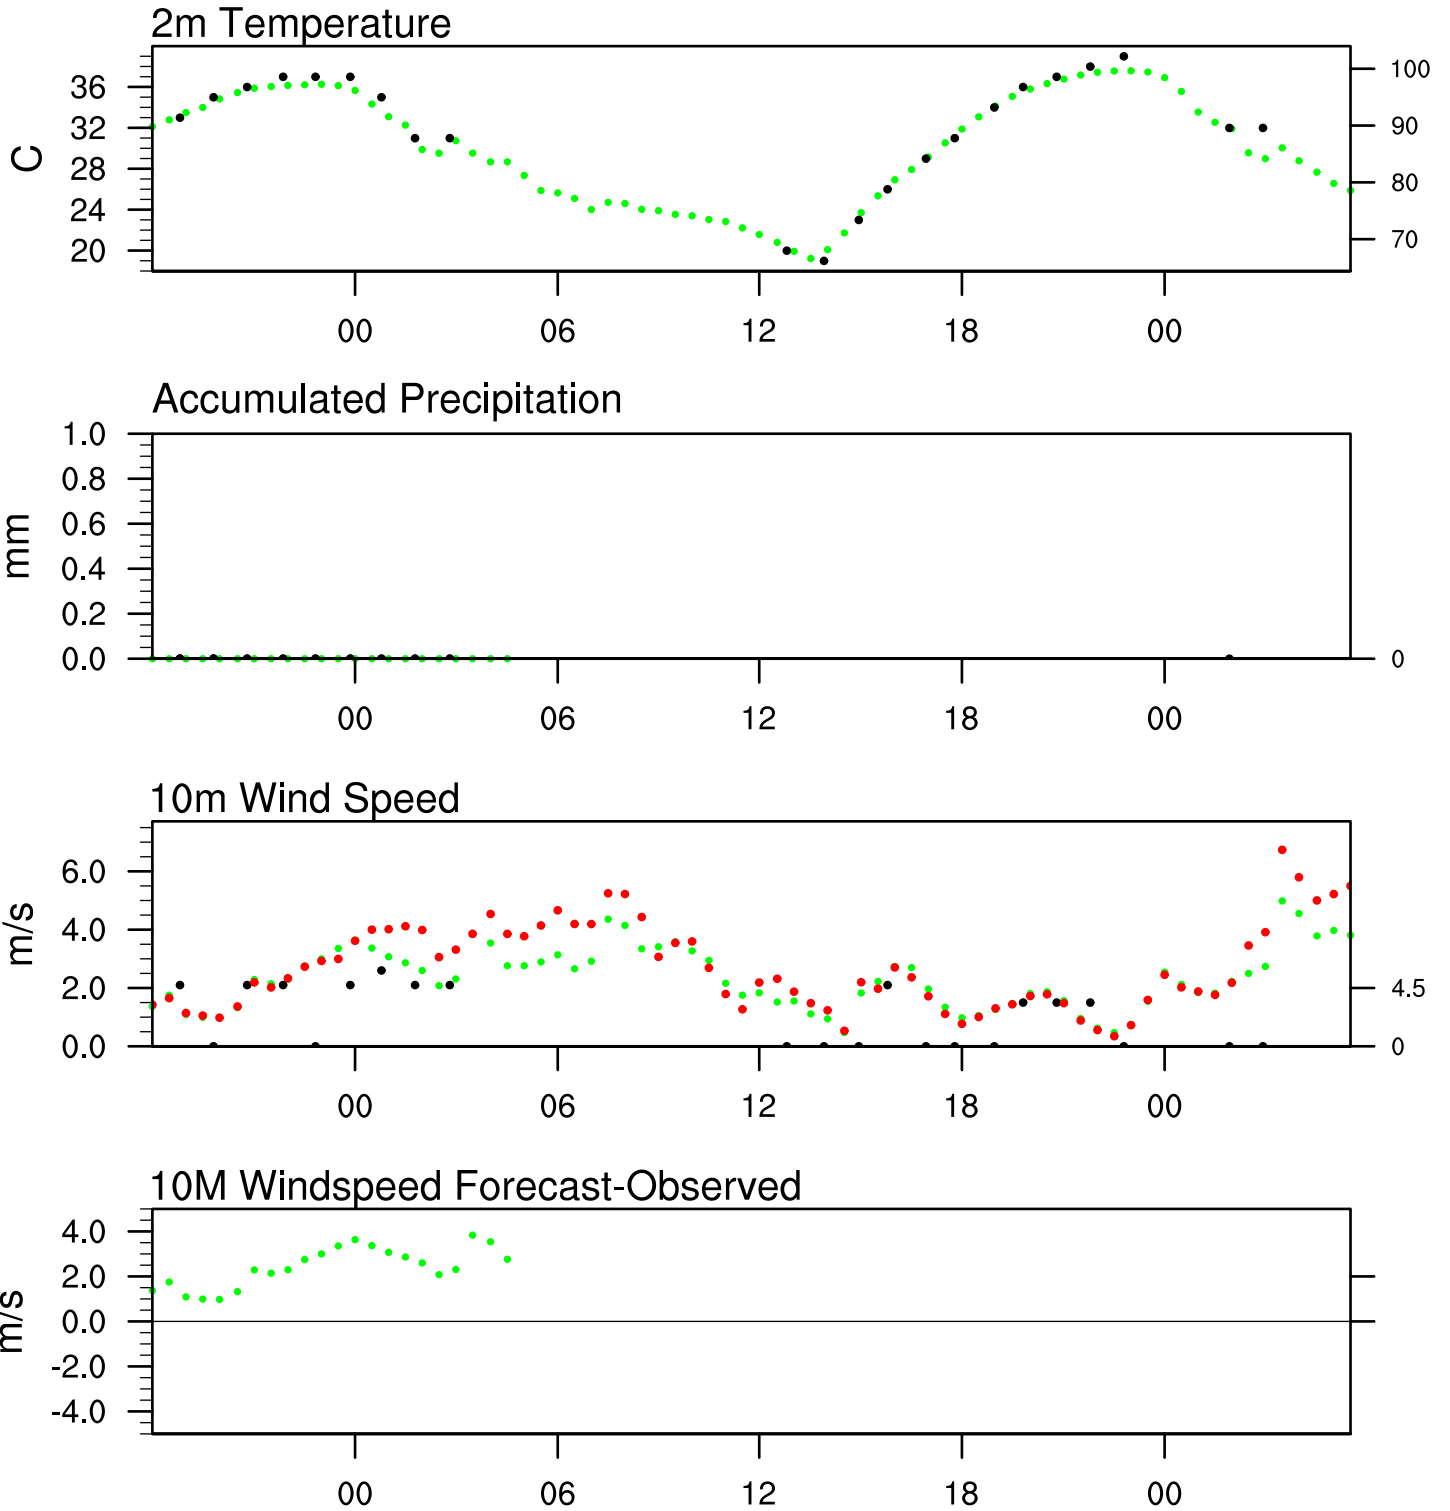 2m Temperature
36
32
28
24
20
C
100
90
80
70
00 06 12 18 00
Accumulated Precipitation
1.0
0.8
0.6
0.4
0.2
0.0
mm
0
00 06 12 18 00
10m Wind Speed
6.0
4.0
2.0
0.0
m/s
4.5
0
00 06 12 18 00
10M Windspeed Forecast-Observed
4.0
2.0
0.0
-2.0
-4.0
m/s
00 06 12 18 00